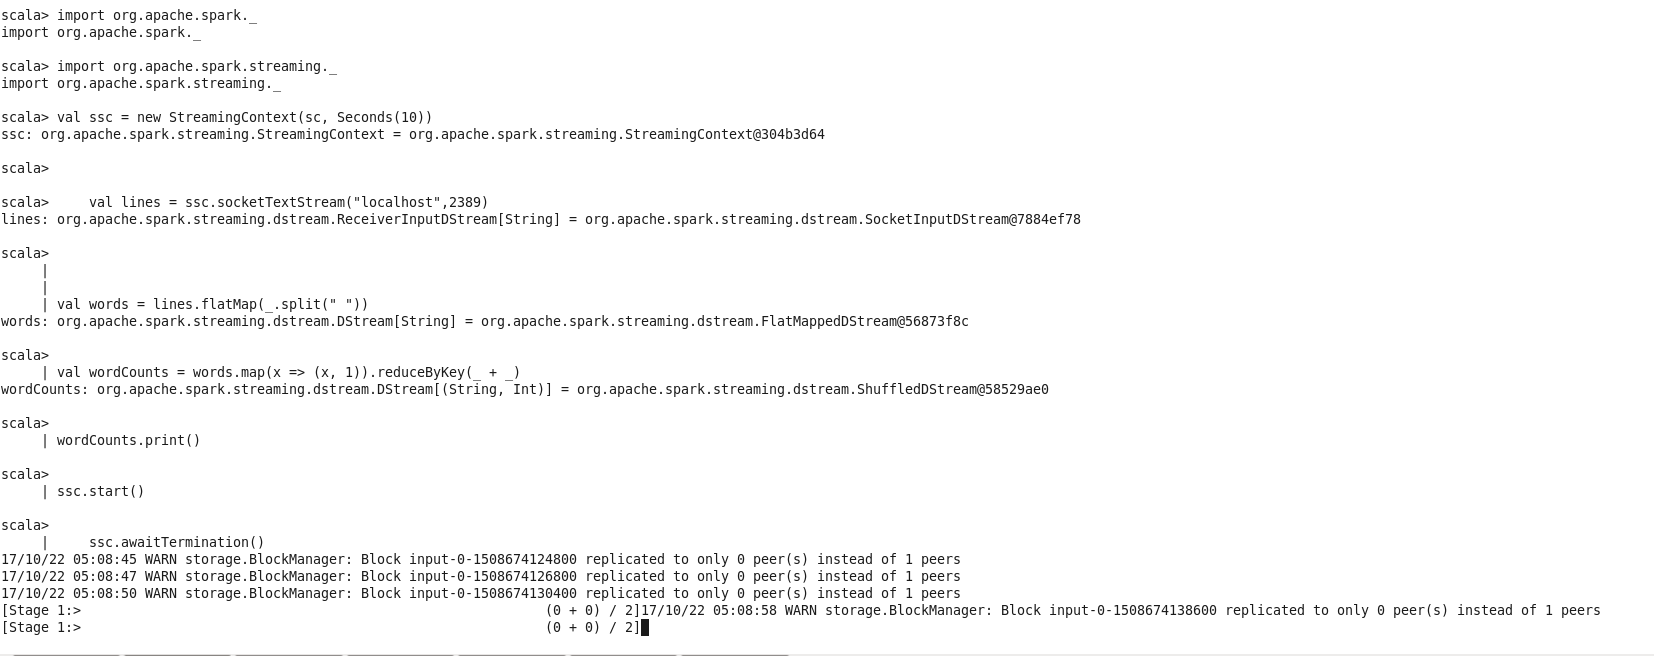 scala> import org.apache.spark._
import org.apache.spark._
scala> import org.apache.spark.streaming._
import org.apache.spark.streaming._
scala> val ssc = new StreamingContext(sc, Seconds(10))
ssc: org.apache.spark.streaming.StreamingContext = org.apache.spark.streaming.StreamingContext@304b3d64
scala>
scala>     val lines = ssc.socketTextStream("localhost",2389)
lines: org.apache.spark.streaming.dstream.ReceiverInputDStream[String] = org.apache.spark.streaming.dstream.SocketInputDStream@7884ef78
scala>
     |
     |
     | val words = lines.flatMap(_.split(" "))
words: org.apache.spark.streaming.dstream.DStream[String] = org.apache.spark.streaming.dstream.FlatMappedDStream@56873f8c
scala>
     | val wordCounts = words.map(x => (x, 1)).reduceByKey(_ + _)
wordCounts: org.apache.spark.streaming.dstream.DStream[(String, Int)] = org.apache.spark.streaming.dstream.ShuffledDStream@58529ae0
scala>
     | wordCounts.print()
scala>
     | ssc.start()
scala>
     |     ssc.awaitTermination()
17/10/22 05:08:45 WARN storage.BlockManager: Block input-0-1508674124800 replicated to only 0 peer(s) instead of 1 peers
17/10/22 05:08:47 WARN storage.BlockManager: Block input-0-1508674126800 replicated to only 0 peer(s) instead of 1 peers
17/10/22 05:08:50 WARN storage.BlockManager: Block input-0-1508674130400 replicated to only 0 peer(s) instead of 1 peers
[Stage 1:>                                                          (0 + 0) / 2]17/10/22 05:08:58 WARN storage.BlockManager: Block input-0-1508674138600 replicated to only 0 peer(s) instead of 1 peers
[Stage 1:>                                                          (0 + 0) / 2]